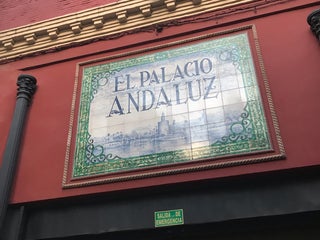 EL PALACIO
ANDALUZ
SALIDA DE
EMERGENCIA